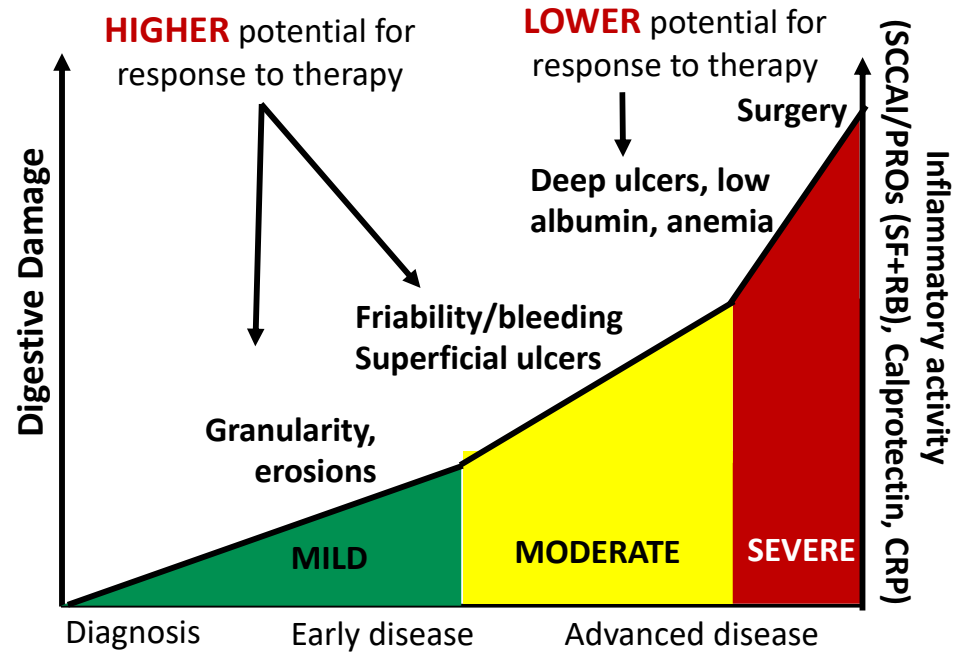 HIGHER potential for
response to therapy
LOWER potential for
response to therapy
Surgery
Deep ulcers, low
albumin, anemia
Friability/bleeding
Superficial ulcers
Granularity,
erosions
MILD
MODERATE
SEVERE
Diagnosis
Early disease
Advanced disease
Digestive Damage
Inflammatory activity
(SCCAI/PROs (SF+RB), Calprotectin, CRP)